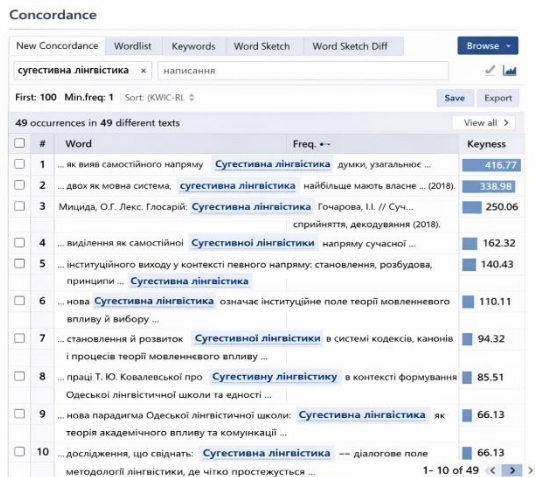 Concordance
New Concordance Wordlist Keywords Word Sketch Word Sketch Diff Browse
сугестивна лінгвістика × написання
First: 100 Min.freq: 1 Sort: (KWIC-RL Save Export
49 occurrences in 49 different texts View all >
# Word Freq. Keyness
1 ... як вияв самостійного напряму Сугестивна лінгвістика думки, узагальнює ... 416.77
2 ... двох як мовна система, сугестивна лінгвістика найбільше мають власне ... (2018). 338.98
3 Мицида, О.Г. Лекс. Глосарій: Сугестивна лінгвістика Гочарова, І.І. // Суч... 250.06
сприйняття, декодування (2018).
4 ... виділення як самостійної Сугестивної лінгвістики напряму сучасної ... 162.32
5 ... інституційного виходу у контексті певного напряму: становлення, розбудова, 140.43
принципи ... Сугестивна лінгвістика
6 ... нова Сугестивна лінгвістика означає інституційне поле теорії мовленнєвого 110.11
впливу й вибору ...
7 ... становлення й розвиток Сугестивної лінгвістики в системі кодексів, канонів 94.32
і процесів теорії мовленнєвого впливу ...
8 ... праці Т. Ю. Ковалевської про Сугестивну лінгвістику в контексті формування 85.51
Одеської лінгвістичної школи та едності ...
9 ... нова парадигма Одеської лінгвістичної школи: Сугестивна лінгвістика як 66.13
теорія академічного впливу та комунікації ...
10 ... дослідження, що свіднать: Сугестивна лінгвістика — діалогове поле 66.13
методології лінгвістики, де чітко простежується ... 1- 10 of 49 < >